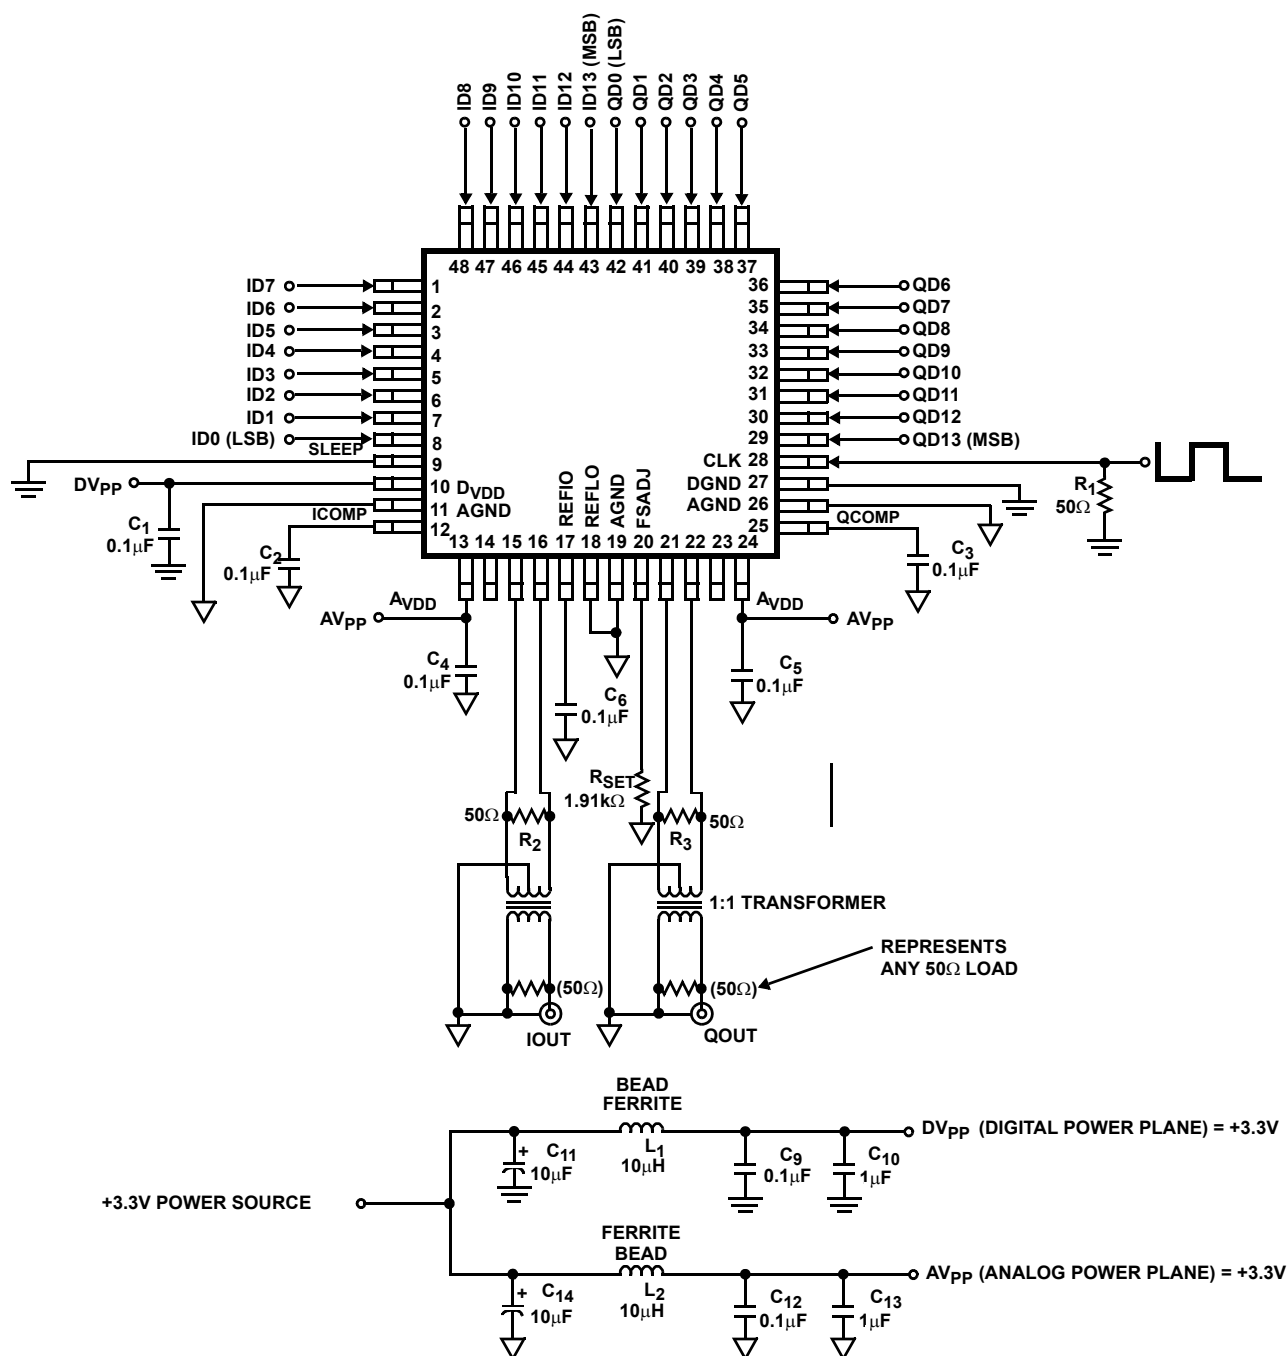 ID8
ID9
ID10
ID11
ID12
ID13 (MSB)
QD0 (LSB)
QD1
QD2
QD3
QD4
QD5
48 47 46 45 44 43 42 41 40 39 38 37
ID7 1
ID6 2
ID5 3
ID4 4
ID3 5
ID2 6
ID1 7
ID0 (LSB) 8
SLEEP 9
DVPP 10 DVDD
11 AGND
ICOMP 12
36 QD6
35 QD7
34 QD8
33 QD9
32 QD10
31 QD11
30 QD12
29 QD13 (MSB)
CLK 28
DGND 27
AGND 26
25 QCOMP
R1
50Ω
C1
0.1µF
C2
0.1µF
C3
0.1µF
REFIO
REFLO
AGND
FSADJ
13 14 15 16 17 18 19 20 21 22 23 24
AVPP
AVDD
AVDD
AVPP
C4
0.1µF
C6
0.1µF
C5
0.1µF
RSET
1.91kΩ
50Ω
R2
R3
50Ω
1:1 TRANSFORMER
REPRESENTS
ANY 50Ω LOAD
(50Ω)
(50Ω)
IOUT
QOUT
BEAD
FERRITE
L1
10µH
C11
+
10µF
C9
0.1µF
C10
1µF
DVPP (DIGITAL POWER PLANE) = +3.3V
+3.3V POWER SOURCE
FERRITE
BEAD
L2
10µH
C14
+
10µF
C12
0.1µF
C13
1µF
AVPP (ANALOG POWER PLANE) = +3.3V